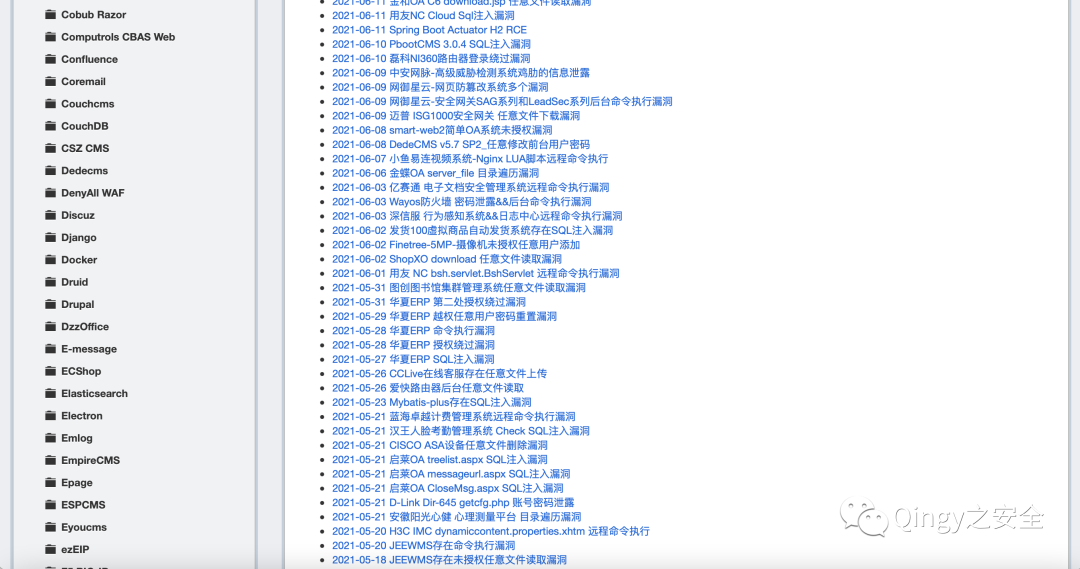 Cobub Razor
Computrols CBAS Web
Confluence
Coremail
Couchcms
CouchDB
CSZ CMS
Dedecms
DenyAll WAF
Discuz
Django
Docker
Druid
Drupal
DzzOffice
E-message
ECShop
Elasticsearch
Electron
Emlog
EmpireCMS
Epage
ESPCMS
Eyoucms
ezEIP
2021-06-11 金和OA C6 download.jsp 任意文件读取漏洞
2021-06-11 用友NC Cloud Sql注入漏洞
2021-06-11 Spring Boot Actuator H2 RCE
2021-06-10 PbootCMS 3.0.4 SQL注入漏洞
2021-06-10 磊科NI360路由器登录绕过漏洞
2021-06-09 中安网脉-高级威胁检测系统鸡肋的信息泄露
2021-06-09 网御星云-网页防篡改系统多个漏洞
2021-06-09 网御星云-安全网关SAG系列和LeadSec系列后台命令执行漏洞
2021-06-09 迈普 ISG1000安全网关 任意文件下载漏洞
2021-06-08 smart-web2简单OA系统未授权漏洞
2021-06-08 DedeCMS v5.7 SP2_任意修改前台用户密码
2021-06-07 小鱼易连视频系统-Nginx LUA脚本远程命令执行
2021-06-06 金蝶OA server_file 目录遍历漏洞
2021-06-03 亿赛通 电子文档安全管理系统远程命令执行漏洞
2021-06-03 Wayos防火墙 密码泄露&&后台命令执行漏洞
2021-06-03 深信服 行为感知系统&&日志中心远程命令执行漏洞
2021-06-02 发货100虚拟商品自动发货系统存在SQL注入漏洞
2021-06-02 Finetree-5MP-摄像机未授权任意用户添加
2021-06-02 ShopXO download 任意文件读取漏洞
2021-06-01 用友 NC bsh.servlet.BshServlet 远程命令执行漏洞
2021-05-31 图创图书馆集群管理系统任意文件读取漏洞
2021-05-31 华夏ERP 第二处授权绕过漏洞
2021-05-29 华夏ERP 越权任意用户密码重置漏洞
2021-05-28 华夏ERP 命令执行漏洞
2021-05-28 华夏ERP 授权绕过漏洞
2021-05-27 华夏ERP SQL注入漏洞
2021-05-26 CCLive在线客服存在任意文件上传
2021-05-26 爱快路由器后台任意文件读取
2021-05-23 Mybatis-plus存在SQL注入漏洞
2021-05-21 蓝海卓越计费管理系统远程命令执行漏洞
2021-05-21 汉王人脸考勤管理系统 Check SQL注入漏洞
2021-05-21 CISCO ASA设备任意文件删除漏洞
2021-05-21 启莱OA treelist.aspx SQL注入漏洞
2021-05-21 启莱OA messageurl.aspx SQL注入漏洞
2021-05-21 启莱OA CloseMsg.aspx SQL注入漏洞
2021-05-21 D-Link Dir-645 getcfg.php 账号密码泄露
2021-05-21 安徽阳光心健 心理测量平台 目录遍历漏洞
2021-05-20 H3C IMC dynamiccontent.properties.xhtm 远程命令执行
2021-05-20 JEEWMS存在命令执行漏洞
2021-05-18 JEEWMS存在未授权任意文件读取漏洞
Qingy之安全